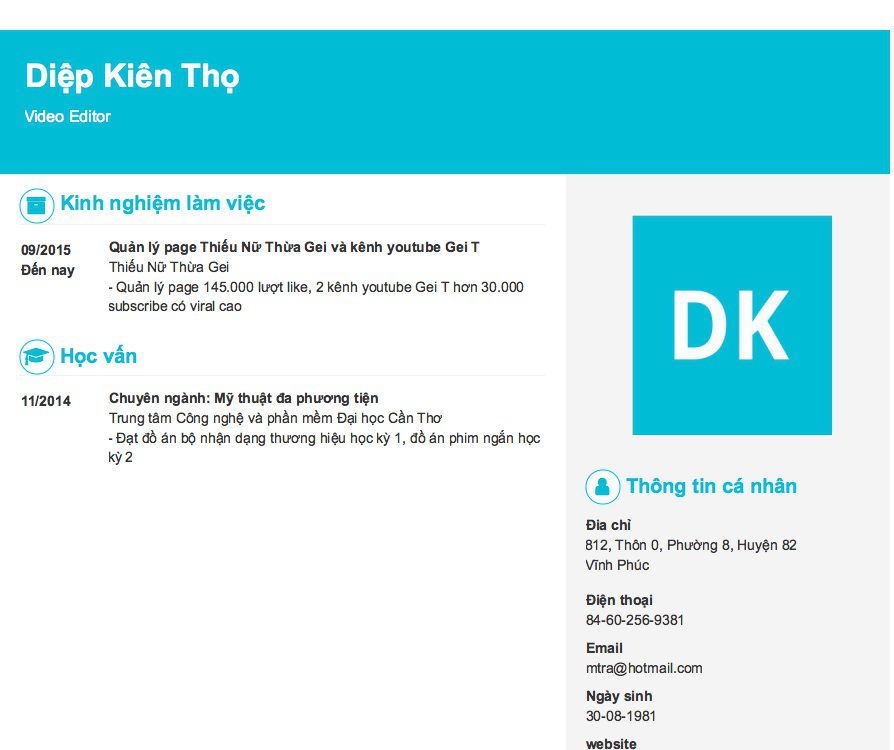 Diệp Kiên Thọ
Video Editor
Kinh nghiệm làm việc
09/2015
Đến nay
Quản lý page Thiếu Nữ Thừa Gei và kênh youtube Gei T
Thiếu Nữ Thừa Gei
- Quản lý page 145.000 lượt like, 2 kênh youtube Gei T hơn 30.000
subscribe có viral cao
Học vấn
11/2014
Chuyên ngành: Mỹ thuật đa phương tiện
Trung tâm Công nghệ và phần mềm Đại học Cần Thơ
- Đạt đồ án bộ nhận dạng thương hiệu học kỳ 1, đồ án phim ngắn học
kỳ 2
DK
Thông tin cá nhân
Địa chỉ
812, Thôn 0, Phường 8, Huyện 82
Vĩnh Phúc
Điện thoại
84-60-256-9381
Email
mtra@hotmail.com
Ngày sinh
30-08-1981
website